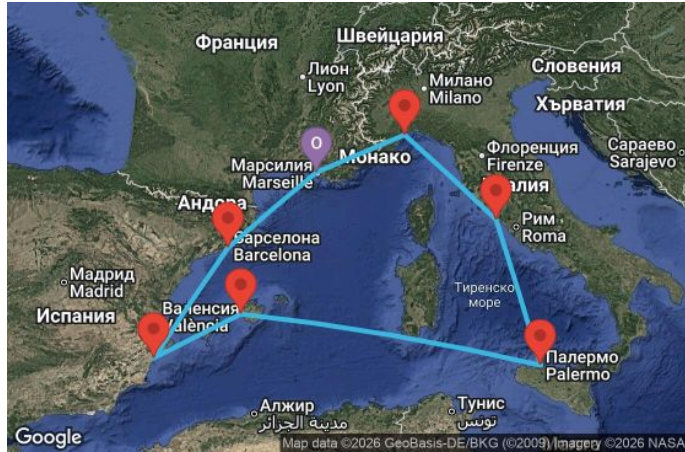 Швейцария
Франция
Словения
Лион
Lyon
Милано
Milano
Хърватия
О
Монако
Флоренция
Firenze
Сараево
Sarajevo
Марсилия
Marseille
Андора
Рим
Roma
Барселона
Barcelona
Мадрид
Madrid
Валенсия
València
Тиренско
море
Испания
Палермо
Palermo
Алжир
مدينة الجزائر
Тунис
تونس
Google
Map data ©2026 GeoBasis-DE/BKG (©2009) Imagery ©2026 NASA